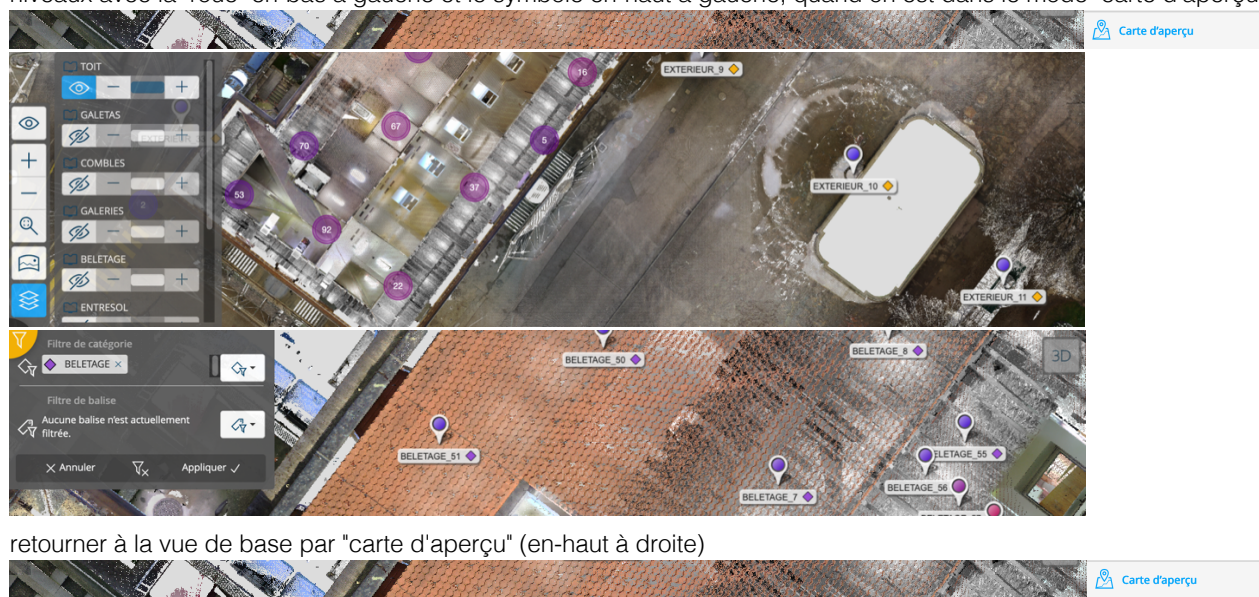 niveaux avec la "roue" en bas à gauche et le symbole en haut à gauche, quand on est dans le mode "carte d'aperçu
Carte d'aperçu
TOIT
GALETAS
COMBLES
GALERIES
BELETAGE
ENTRESOL
2
16
67
70
5
37
53
92
22
EXTERIEUR_9
EXTERIEUR_10
EXTERIEUR_11
Filtre de catégorie
BELETAGE ×
Filtre de balise
Aucune balise n'est actuellement
filtrée.
Annuler
Appliquer
BELETAGE_50
BELETAGE_8
3D
BELETAGE_51
BELETAGE_55
BELETAGE_56
BELETAGE_7
retourner à la vue de base par "carte d'aperçu" (en-haut à droite)
Carte d'aperçu